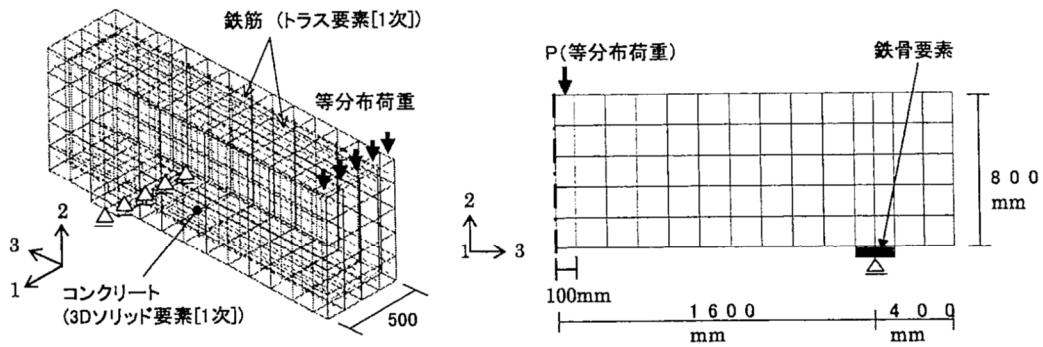 鉄筋 (トラス要素[1次])
等分布荷重
2
3
1
コンクリート
(3Dソリッド要素[1次])
500
P(等分布荷重)
鉄骨要素
800
mm
2
1
3
100mm
1600
mm
400
mm